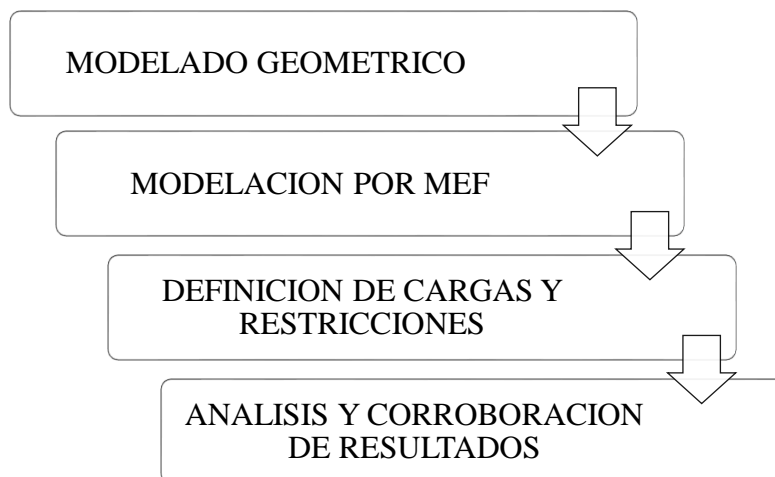 MODELADO GEOMETRICO
MODELACION POR MEF
DEFINICION DE CARGAS Y
RESTRICCIONES
ANALISIS Y CORROBORACION
DE RESULTADOS